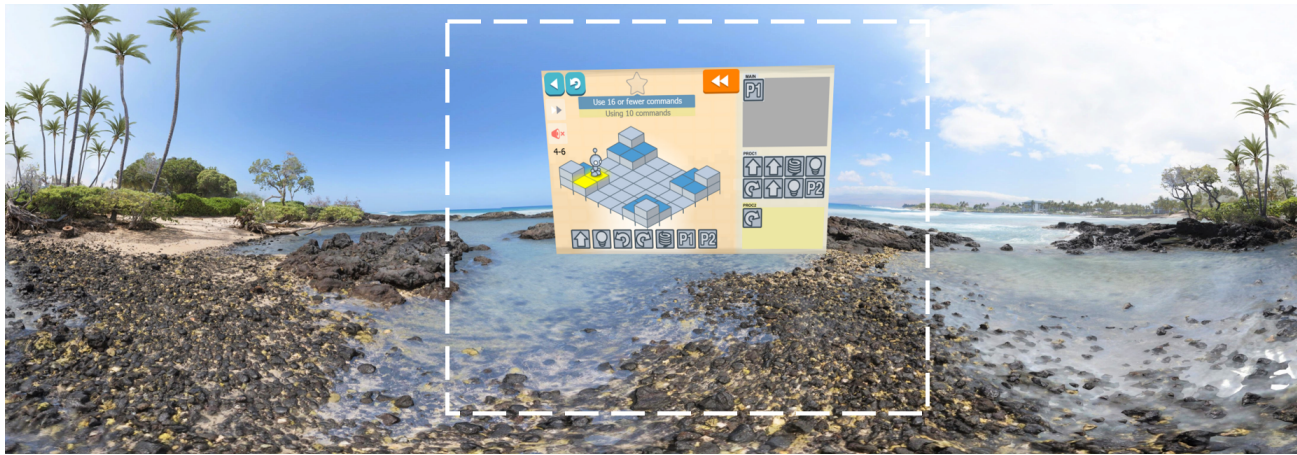 MAIN
Use 16 or fewer commands
P1
Using 10 commands
4-6
PROC1
P2
PROC2
P1 P2